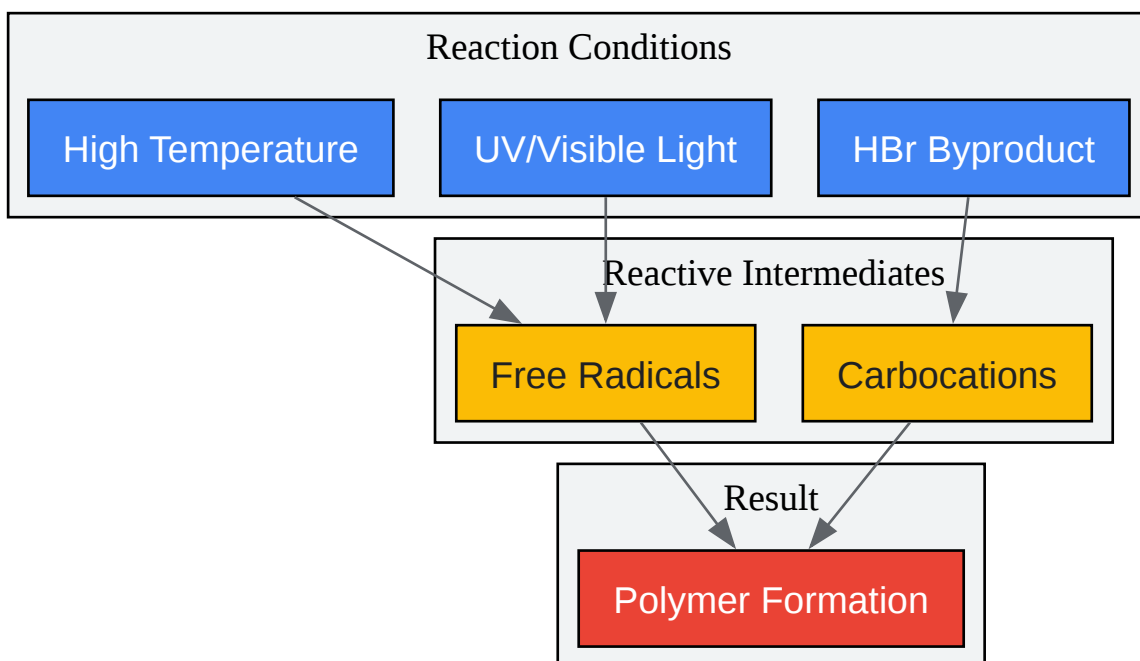 Reaction Conditions
High Temperature
UV/Visible Light
HBr Byproduct
Reactive Intermediates
Free Radicals
Carbocations
Result
Polymer Formation